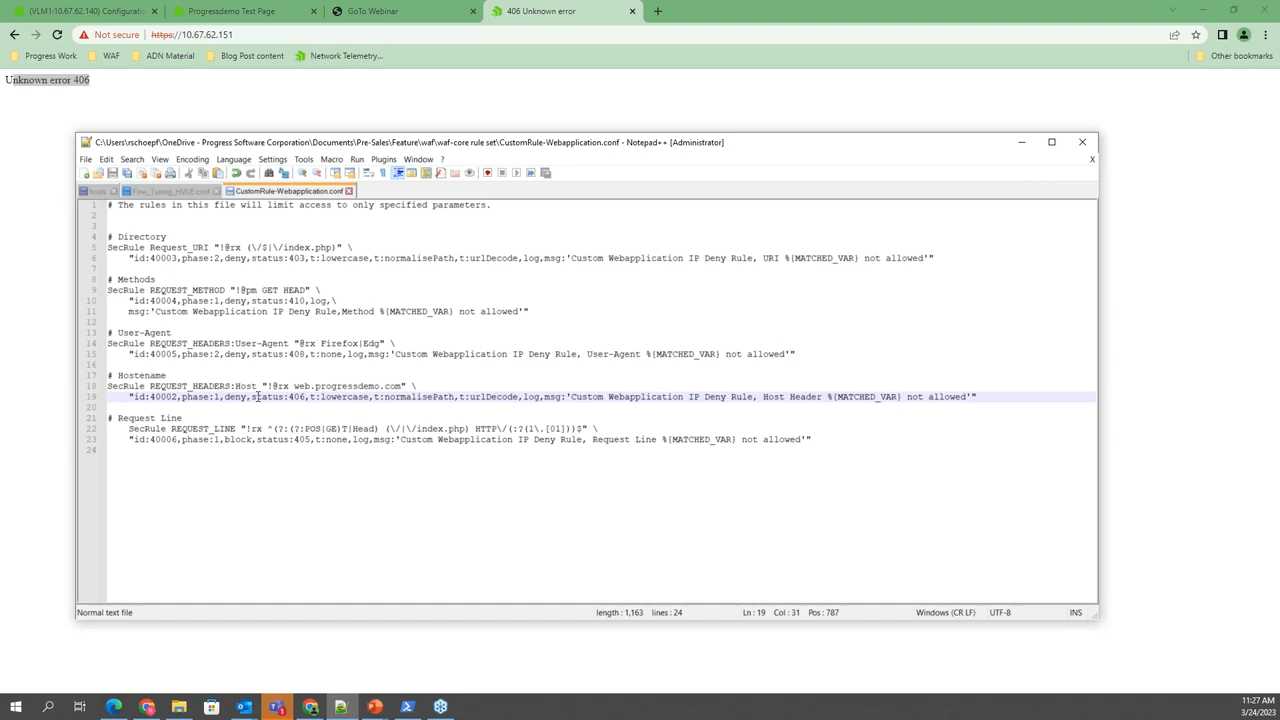 (VLM1:10.67.62.140) Configurati
Progressdemo Test Page
GoTo Webinar
406 Unknown error
Not secure https://10.67.62.151
Progress Work WAF ADN Material Blog Post content Network Telemetry... Other bookmarks
Unknown error 406
C:\Users\rschoepf\OneDrive - Progress Software Corporation\Documents\Pre-Sales\Feature\waf\waf-core rule set\CustomRule-Webapplication.conf - Notepad++ [Administrator]
File Edit Search View Encoding Language Settings Tools Macro Run Plugins Window ? X
hosts Fine_Tuning_HVLE.conf CustomRule-Webapplication.conf
1 # The rules in this file will limit access to only specified parameters.
2
3
4 # Directory
5 SecRule Request_URI "!@rx (\/$|\/index.php)" \
6 "id:40003,phase:2,deny,status:403,t:lowercase,t:normalisePath,t:urlDecode,log,msg:'Custom Webapplication IP Deny Rule, URI %{MATCHED_VAR} not allowed'"
7
8 # Methods
9 SecRule REQUEST_METHOD "!@pm GET HEAD" \
10 "id:40004,phase:1,deny,status:410,log,\
11 msg:'Custom Webapplication IP Deny Rule,Method %{MATCHED_VAR} not allowed'"
12
13 # User-Agent
14 SecRule REQUEST_HEADERS:User-Agent "@rx Firefox|Edg" \
15 "id:40005,phase:2,deny,status:408,t:none,log,msg:'Custom Webapplication IP Deny Rule, User-Agent %{MATCHED_VAR} not allowed'"
16
17 # Hostename
18 SecRule REQUEST_HEADERS:Host "!@rx web.progressdemo.com" \
19 "id:40002,phase:1,deny,status:406,t:lowercase,t:normalisePath,t:urlDecode,log,msg:'Custom Webapplication IP Deny Rule, Host Header %{MATCHED_VAR} not allowed'"
20
21 # Request Line
22 SecRule REQUEST_LINE "!rx ^(?:(?:POS|GE)T|Head) (\/|\/index.php) HTTP\/(:?(1\.[01]))$" \
23 "id:40006,phase:1,block,status:405,t:none,log,msg:'Custom Webapplication IP Deny Rule, Request Line %{MATCHED_VAR} not allowed'"
24
Normal text file length : 1,163 lines : 24 Ln : 19 Col : 31 Pos : 787 Windows (CR LF) UTF-8 INS
11:27 AM
3/24/2023